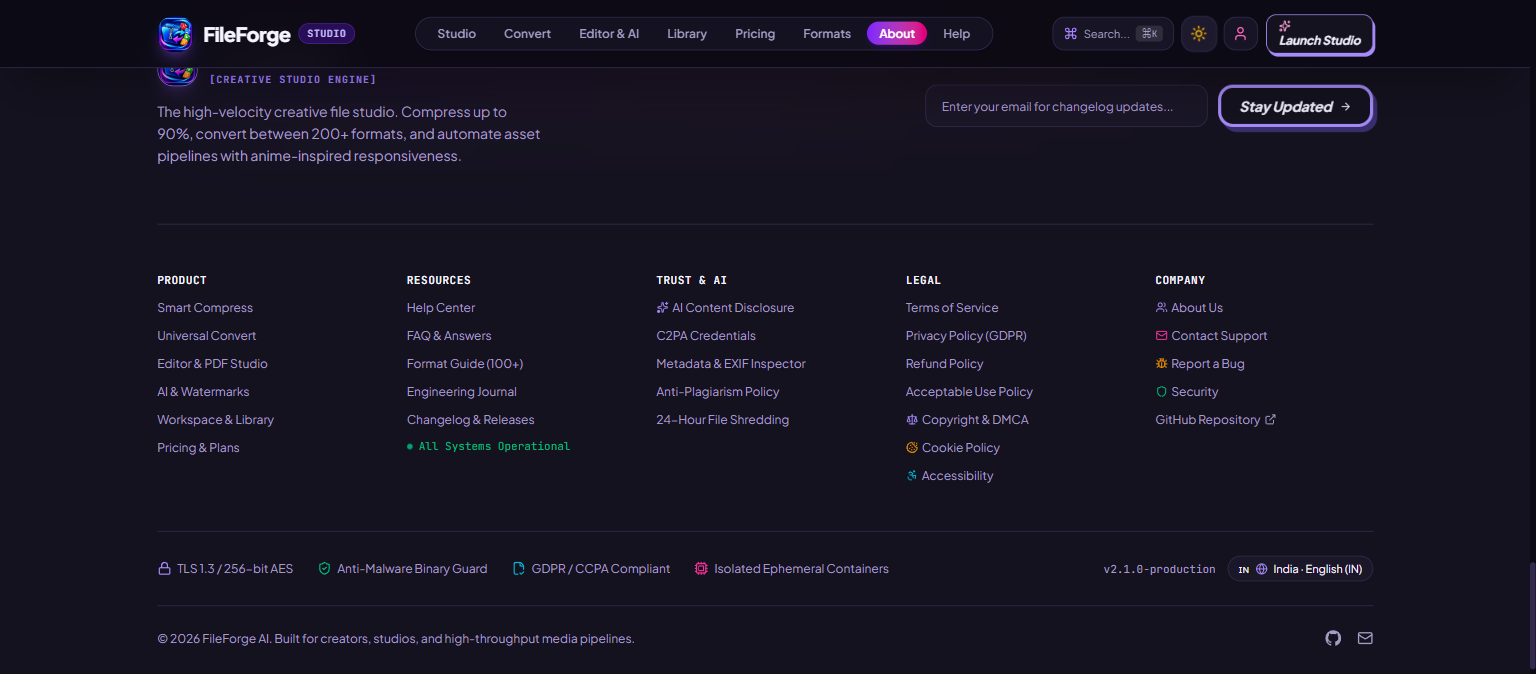 FileForge STUDIO
Studio Convert Editor & AI Library Pricing Formats About Help
Search... ⌘K
Launch Studio
[CREATIVE STUDIO ENGINE]
The high-velocity creative file studio. Compress up to
90%, convert between 200+ formats, and automate asset
pipelines with anime-inspired responsiveness.
Enter your email for changelog updates...
Stay Updated →
PRODUCT
Smart Compress
Universal Convert
Editor & PDF Studio
AI & Watermarks
Workspace & Library
Pricing & Plans
RESOURCES
Help Center
FAQ & Answers
Format Guide (100+)
Engineering Journal
Changelog & Releases
All Systems Operational
TRUST & AI
AI Content Disclosure
C2PA Credentials
Metadata & EXIF Inspector
Anti-Plagiarism Policy
24-Hour File Shredding
LEGAL
Terms of Service
Privacy Policy (GDPR)
Refund Policy
Acceptable Use Policy
Copyright & DMCA
Cookie Policy
Accessibility
COMPANY
About Us
Contact Support
Report a Bug
Security
GitHub Repository
TLS 1.3 / 256-bit AES
Anti-Malware Binary Guard
GDPR / CCPA Compliant
Isolated Ephemeral Containers
v2.1.0-production
IN India · English (IN)
© 2026 FileForge AI. Built for creators, studios, and high-throughput media pipelines.